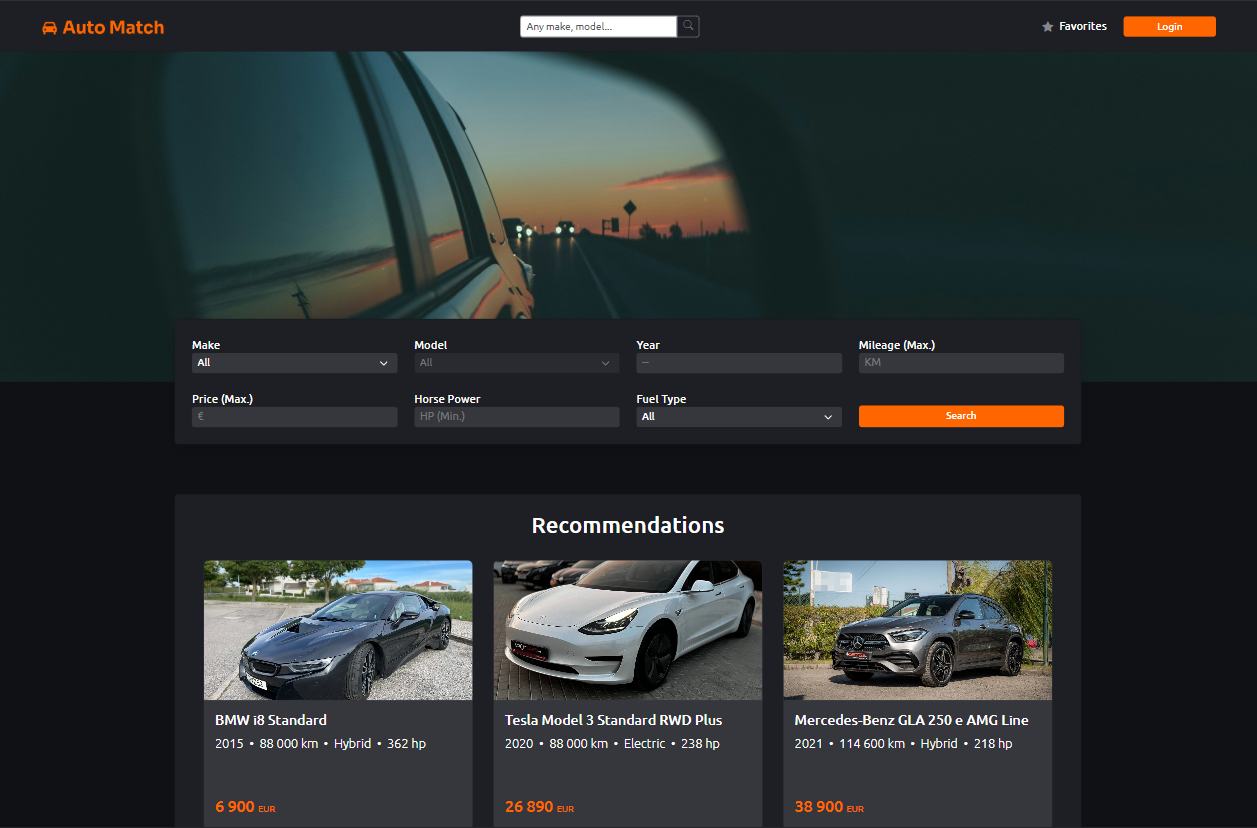 Auto Match
Any make, model...
Favorites
Login
Make
Model
Year
Mileage (Max.)
All
All
--
KM
Price (Max.)
Horse Power
Fuel Type
€
HP (Min.)
All
Search
Recommendations
BMW i8 Standard
2015 • 88 000 km • Hybrid • 362 hp
6 900 EUR
Tesla Model 3 Standard RWD Plus
2020 • 88 000 km • Electric • 238 hp
26 890 EUR
Mercedes-Benz GLA 250 e AMG Line
2021 • 114 600 km • Hybrid • 218 hp
38 900 EUR